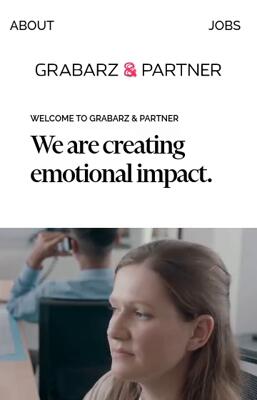 ABOUT JOBS
GRABARZ & PARTNER
WELCOME TO GRABARZ & PARTNER
We are creating
emotional impact.